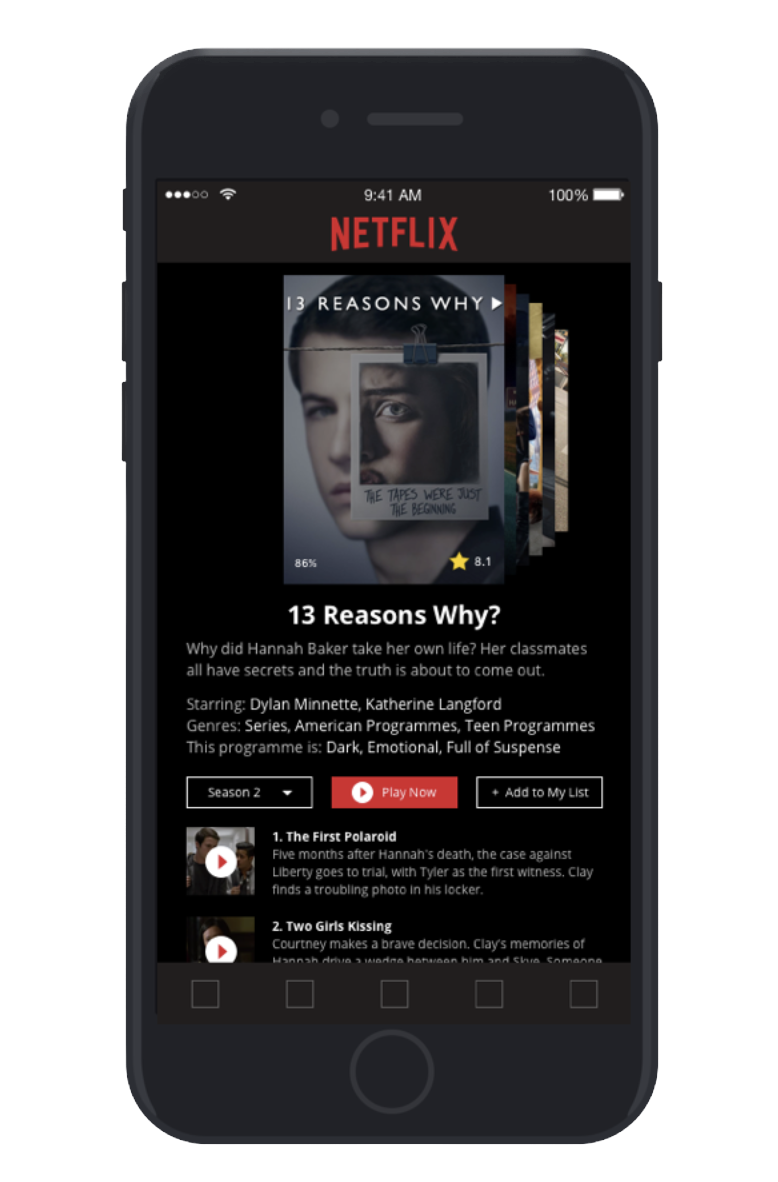 9:41 AM
100%
NETFLIX
13 REASONS WHY
THE TAPES WERE JUST
THE BEGINNING
86%
8.1
13 Reasons Why?
Why did Hannah Baker take her own life? Her classmates
all have secrets and the truth is about to come out.
Starring: Dylan Minnette, Katherine Langford
Genres: Series, American Programmes, Teen Programmes
This programme is: Dark, Emotional, Full of Suspense
Season 2
Play Now
+ Add to My List
1. The First Polaroid
Five months after Hannah's death, the case against
Liberty goes to trial, with Tyler as the first witness. Clay
finds a troubling photo in his locker.
2. Two Girls Kissing
Courtney makes a brave decision. Clay's memories of
Hannah drive a wedge between him and Skye. Someone